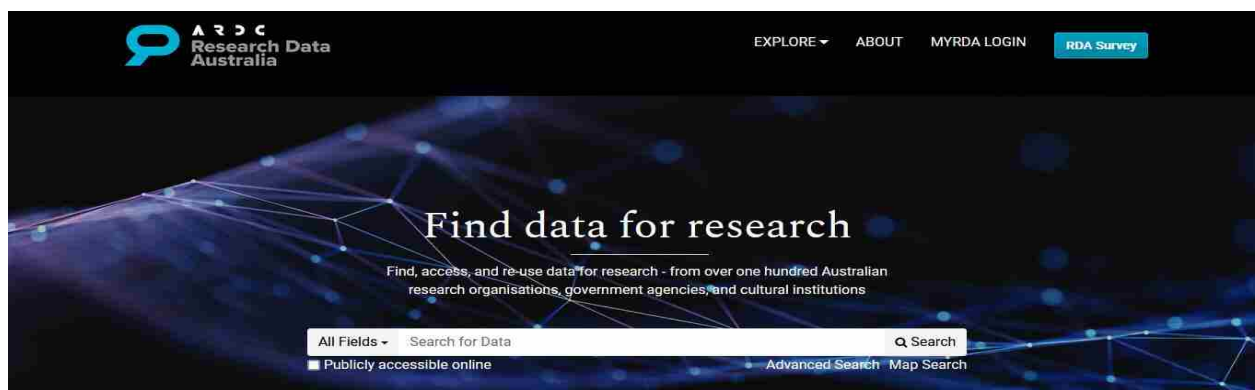 ARDC
Research Data
Australia
EXPLORE ABOUT MYRDA LOGIN RDA Survey
Find data for research
Find, access, and re-use data for research - from over one hundred Australian
research organisations, government agencies, and cultural institutions
All Fields Search for Data Search
Publicly accessible online Advanced Search Map Search